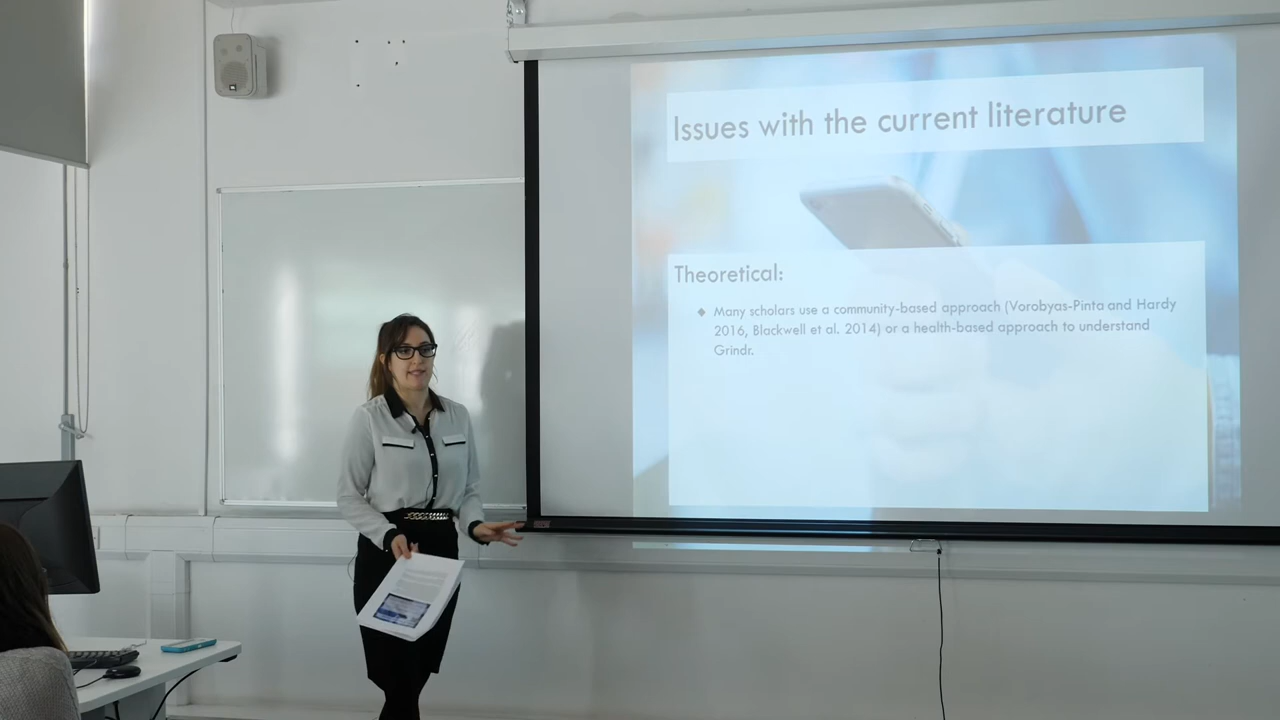 Issues with the current literature
Theoretical:
◆ Many scholars use a community-based approach (Vorobyas-Pinta and Hardy
2016, Blackwell et al. 2014) or a health-based approach to understand
Grindr.